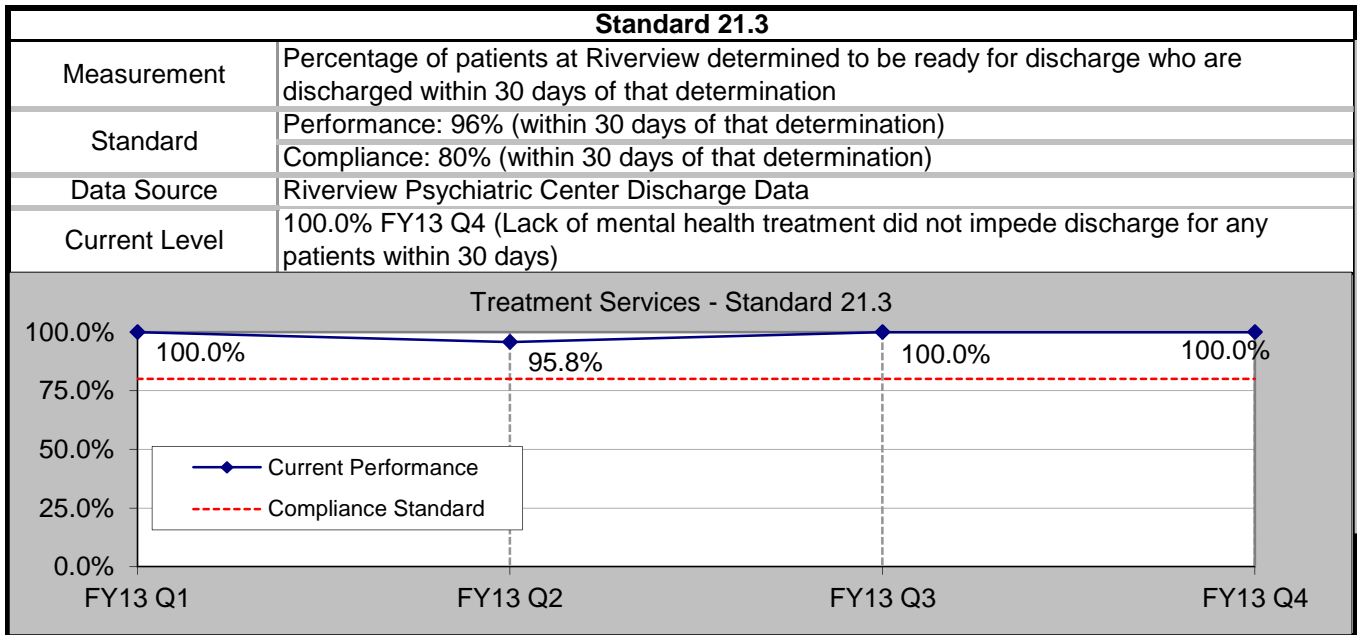 Standard 21.3
Measurement
Percentage of patients at Riverview determined to be ready for discharge who are
discharged within 30 days of that determination
Standard
Performance: 96% (within 30 days of that determination)
Compliance: 80% (within 30 days of that determination)
Data Source
Riverview Psychiatric Center Discharge Data
Current Level
100.0% FY13 Q4 (Lack of mental health treatment did not impede discharge for any
patients within 30 days)
Treatment Services - Standard 21.3
100.0%
75.0%
50.0%
25.0%
0.0%
100.0%
95.8%
100.0%
100.0%
Current Performance
Compliance Standard
FY13 Q1
FY13 Q2
FY13 Q3
FY13 Q4